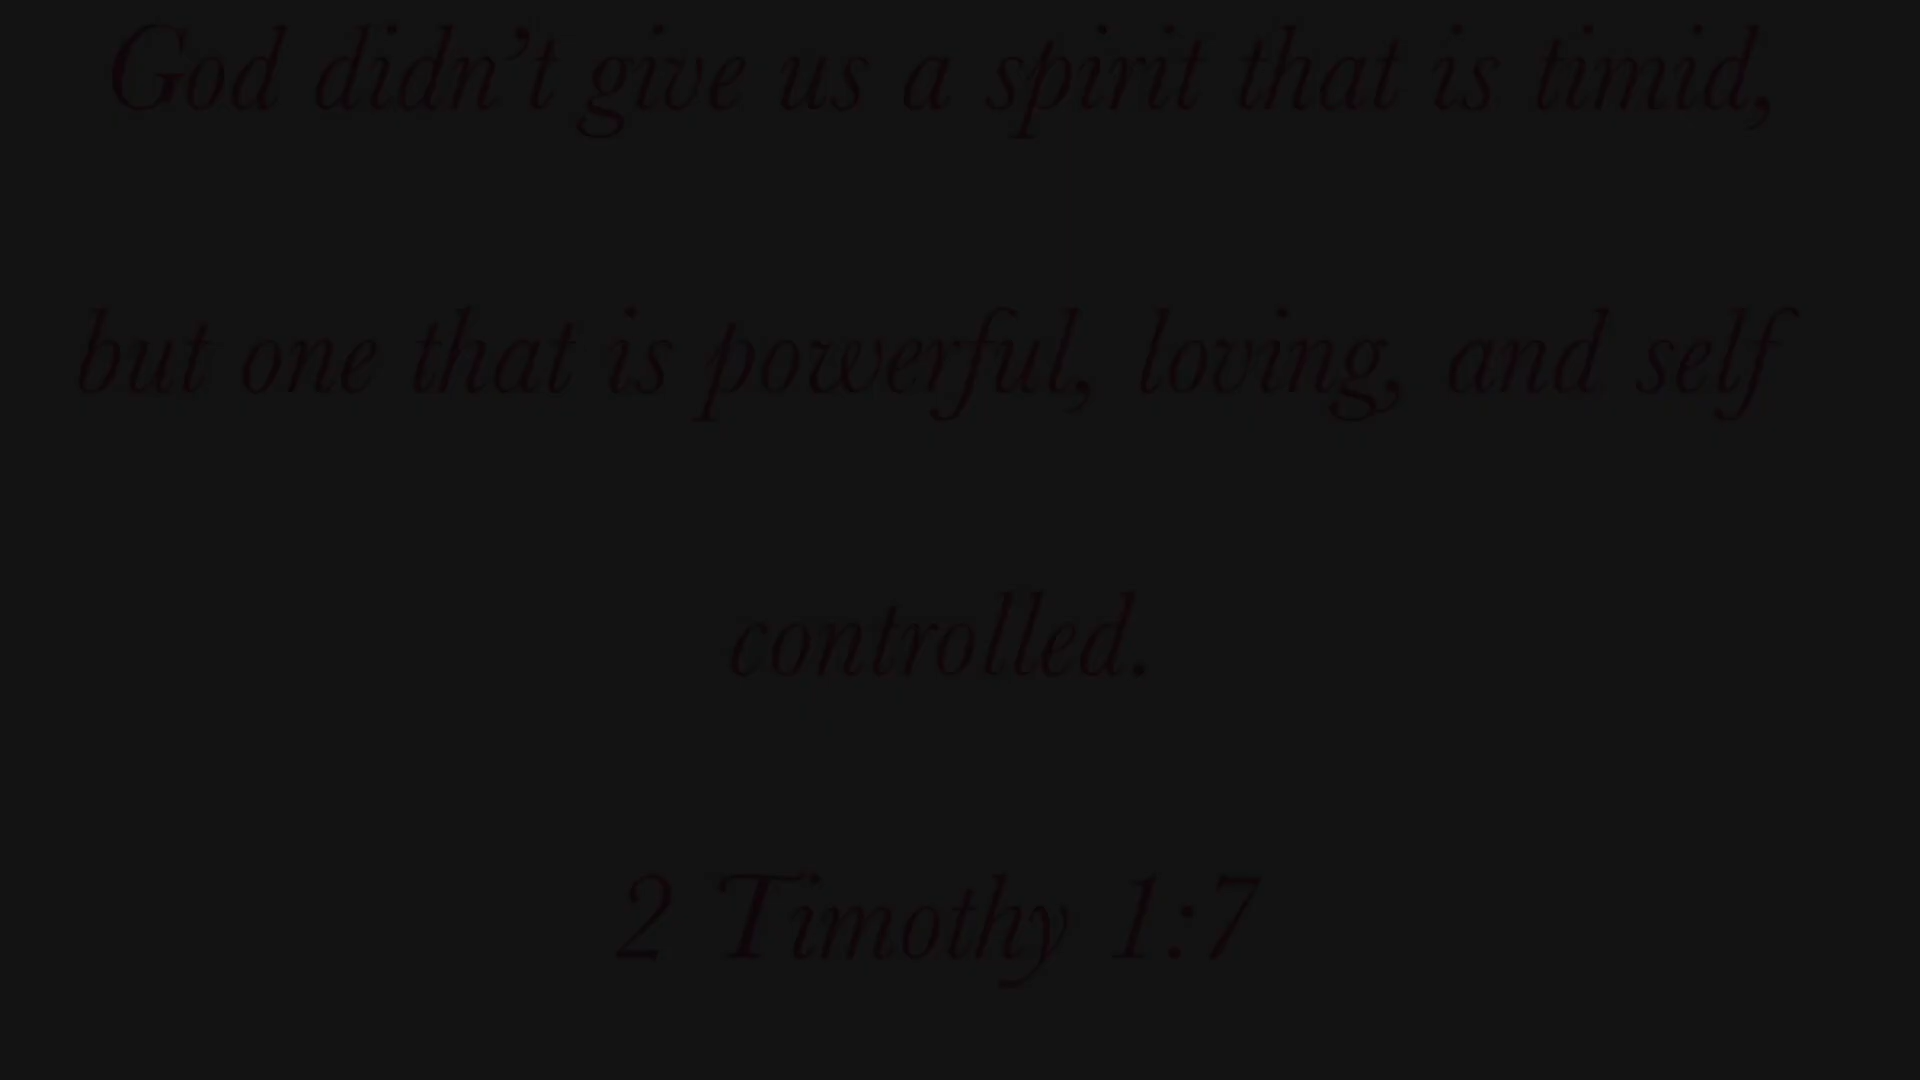 God didn’t give us a spirit that is timid,
but one that is powerful, loving, and self
controlled.
2 Timothy 1:7